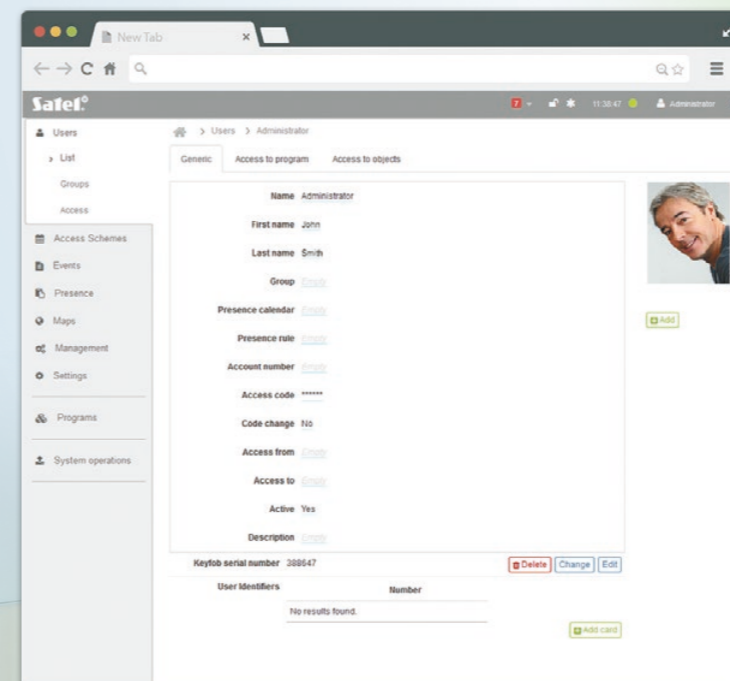 New Tab
Satel®
7
11:38:47
Administrator
Users
List
Groups
Access
Access Schemes
Events
Presence
Maps
Management
Settings
Programs
System operations
> Users > Administrator
Generic Access to program Access to objects
Name Administrator
First name John
Last name Smith
Group Empty
Presence calendar Empty
Presence rule Empty
Account number Empty
Access code ******
Code change No
Access from Empty
Access to Empty
Active Yes
Description Empty
Add
Keyfob serial number 388647 Delete Change Edit
User Identifiers Number
No results found.
Add card